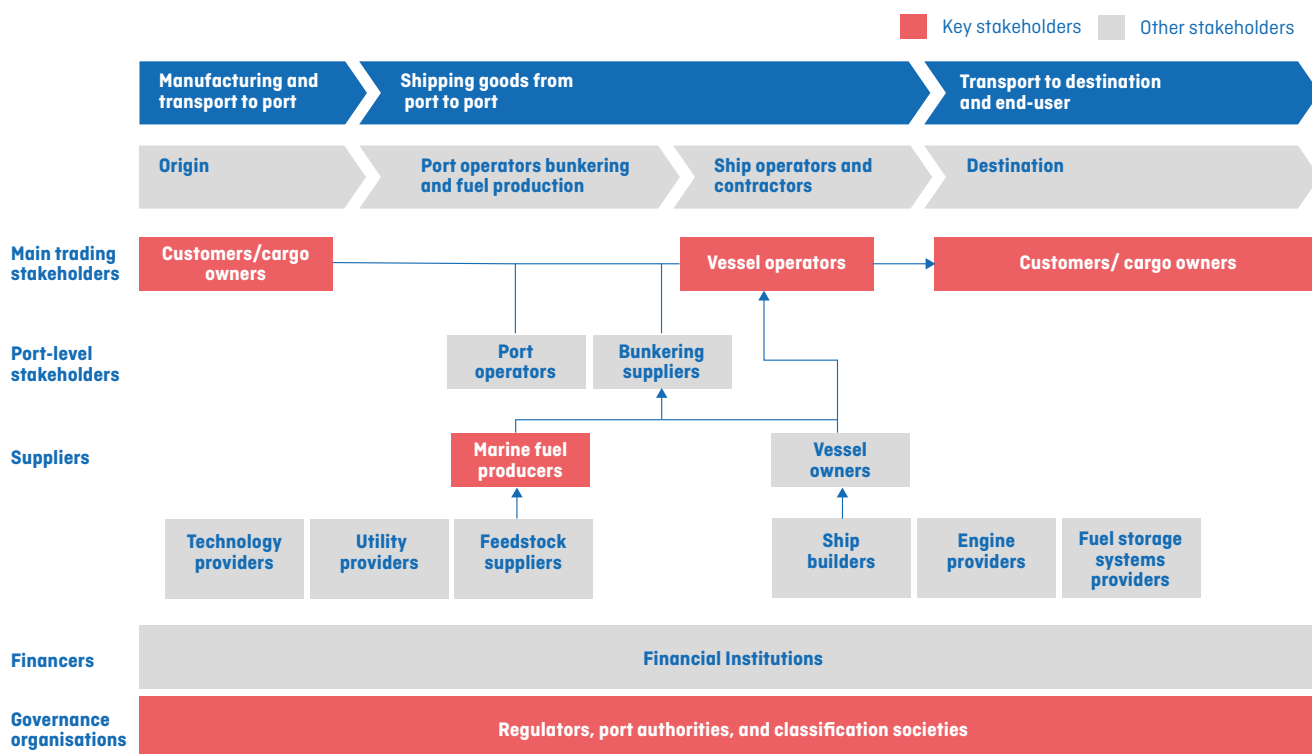 Key stakeholders
Other stakeholders
Manufacturing and
transport to port
Shipping goods from
port to port
Transport to destination
and end-user
Origin
Port operators bunkering
and fuel production
Ship operators and
contractors
Destination
Main trading
stakeholders
Customers/cargo
owners
Vessel operators
Customers/ cargo owners
Port-level
stakeholders
Port
operators
Bunkering
suppliers
Suppliers
Marine fuel
producers
Vessel
owners
Technology
providers
Utility
providers
Feedstock
suppliers
Ship
builders
Engine
providers
Fuel storage
systems
providers
Financers
Financial Institutions
Governance
organisations
Regulators, port authorities, and classification societies